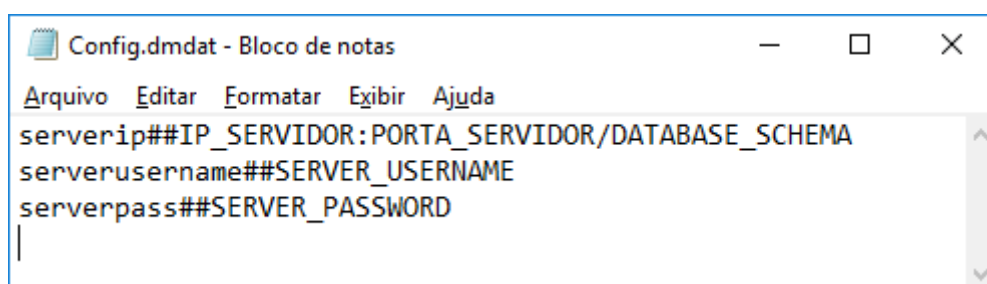 Config.dmdat - Bloco de notas
Arquivo Editar Formatar Exibir Ajuda
serverip##IP_SERVIDOR:PORTA_SERVIDOR/DATABASE_SCHEMA
serverusername##SERVER_USERNAME
serverpass##SERVER_PASSWORD